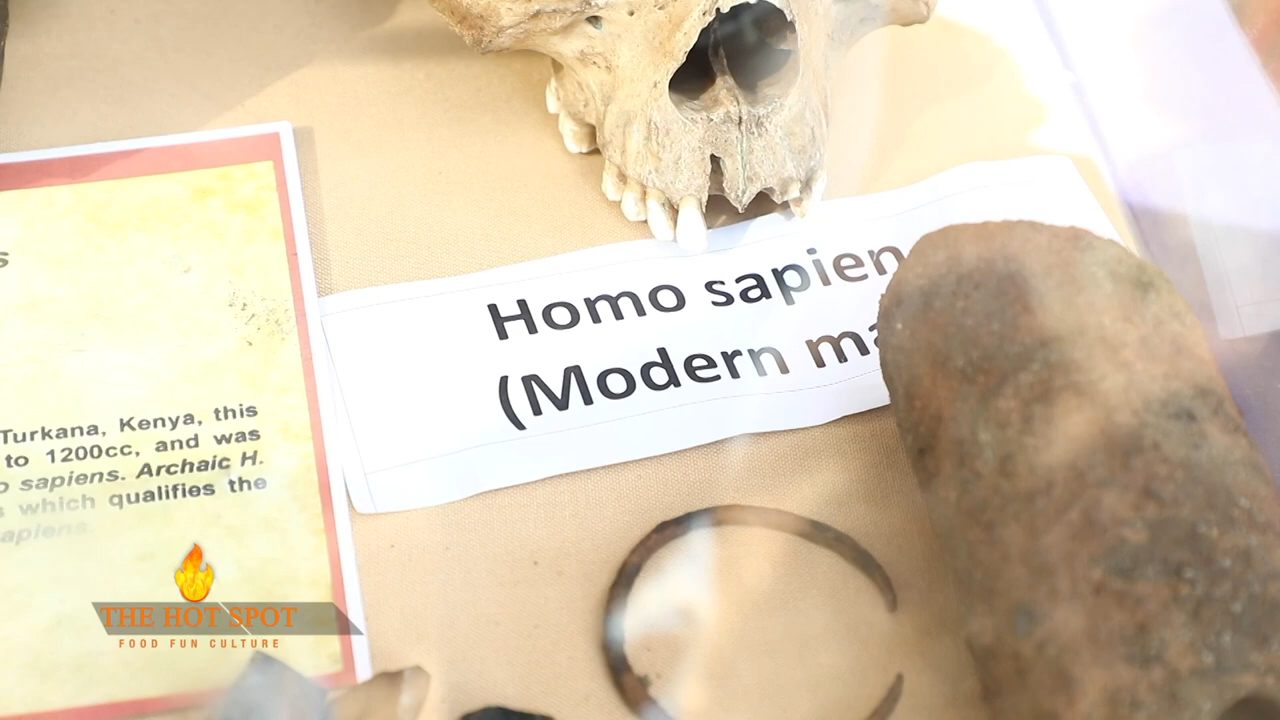 s
Turkana, Kenya, this
to 1200cc, and was
o sapiens. Archaic H.
s which qualifies the
apiens.
Homo sapien
(Modern ma
THE HOT SPOT
FOOD FUN CULTURE